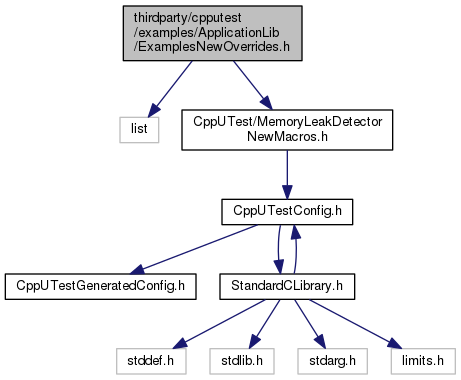 thirdparty/cpputest
/examples/ApplicationLib
/ExamplesNewOverrides.h
list
CppUTest/MemoryLeakDetector
NewMacros.h
CppUTestConfig.h
CppUTestGeneratedConfig.h
StandardCLibrary.h
stddef.h
stdlib.h
stdarg.h
limits.h